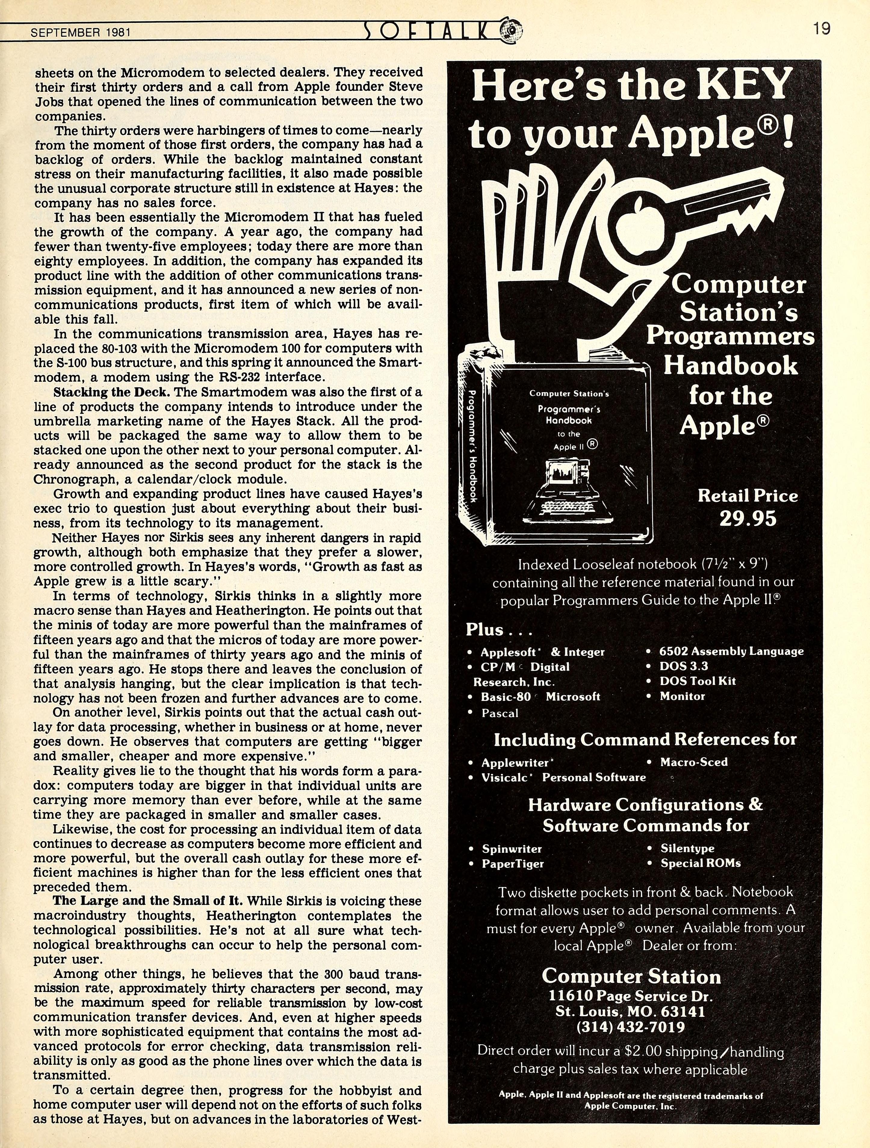 SEPTEMBER 1981
SOFTALK
19
sheets on the Micromodem to selected dealers. They received
their first thirty orders and a call from Apple founder Steve
Jobs that opened the lines of communication between the two
companies.
The thirty orders were harbingers of times to come—nearly
from the moment of those first orders, the company has had a
backlog of orders. While the backlog maintained constant
stress on their manufacturing facilities, it also made possible
the unusual corporate structure still in existence at Hayes: the
company has no sales force.
It has been essentially the Micromodem II that has fueled
the growth of the company. A year ago, the company had
fewer than twenty-five employees; today there are more than
eighty employees. In addition, the company has expanded its
product line with the addition of other communications trans-
mission equipment, and it has announced a new series of non-
communications products, first item of which will be avail-
able this fall.
In the communications transmission area, Hayes has re-
placed the 80-103 with the Micromodem 100 for computers with
the S-100 bus structure, and this spring it announced the Smart-
modem, a modem using the RS-232 interface.
Stacking the Deck. The Smartmodem was also the first of a
line of products the company intends to introduce under the
umbrella marketing name of the Hayes Stack. All the prod-
ucts will be packaged the same way to allow them to be
stacked one upon the other next to your personal computer. Al-
ready announced as the second product for the stack is the
Chronograph, a calendar/clock module.
Growth and expanding product lines have caused Hayes's
exec trio to question just about everything about their busi-
ness, from its technology to its management.
Neither Hayes nor Sirkis sees any inherent dangers in rapid
growth, although both emphasize that they prefer a slower,
more controlled growth. In Hayes's words, "Growth as fast as
Apple grew is a little scary."
In terms of technology, Sirkis thinks in a slightly more
macro sense than Hayes and Heatherington. He points out that
the minis of today are more powerful than the mainframes of
fifteen years ago and that the micros of today are more power-
ful than the mainframes of thirty years ago and the minis of
fifteen years ago. He stops there and leaves the conclusion of
that analysis hanging, but the clear implication is that tech-
nology has not been frozen and further advances are to come.
On another level, Sirkis points out that the actual cash out-
lay for data processing, whether in business or at home, never
goes down. He observes that computers are getting "bigger
and smaller, cheaper and more expensive."
Reality gives lie to the thought that his words form a para-
dox: computers today are bigger in that individual units are
carrying more memory than ever before, while at the same
time they are packaged in smaller and smaller cases.
Likewise, the cost for processing an individual item of data
continues to decrease as computers become more efficient and
more powerful, but the overall cash outlay for these more ef-
ficient machines is higher than for the less efficient ones that
preceded them.
The Large and the Small of It. While Sirkis is voicing these
macroindustry thoughts, Heatherington contemplates the
technological possibilities. He's not at all sure what tech-
nological breakthroughs can occur to help the personal com-
puter user.
Among other things, he believes that the 300 baud trans-
mission rate, approximately thirty characters per second, may
be the maximum speed for reliable transmission by low-cost
communication transfer devices. And, even at higher speeds
with more sophisticated equipment that contains the most ad-
vanced protocols for error checking, data transmission reli-
ability is only as good as the phone lines over which the data is
transmitted.
To a certain degree then, progress for the hobbyist and
home computer user will depend not on the efforts of such folks
as those at Hayes, but on advances in the laboratories of West-
Here's the KEY
to your Apple®!
Computer
Station's
Programmers
Handbook
for the
Apple®
Programmer's Handbook
Computer Station's
Programmer's
Handbook
to the
Apple II ®
Retail Price
29.95
Indexed Looseleaf notebook (7½" x 9")
containing all the reference material found in our
popular Programmers Guide to the Apple II®
Plus . . .
• Applesoft* & Integer
• CP/M Digital
Research, Inc.
• Basic-80 Microsoft
• Pascal
• 6502 Assembly Language
• DOS 3.3
• DOS Tool Kit
• Monitor
Including Command References for
• Applewriter*
• Visicalc* Personal Software
• Macro-Sced
Hardware Configurations &
Software Commands for
• Spinwriter
• PaperTiger
• Silentype
• Special ROMs
Two diskette pockets in front & back. Notebook
format allows user to add personal comments. A
must for every Apple® owner. Available from your
local Apple® Dealer or from:
Computer Station
11610 Page Service Dr.
St. Louis, MO. 63141
(314) 432-7019
Direct order will incur a $2.00 shipping/handling
charge plus sales tax where applicable
Apple, Apple II and Applesoft are the registered trademarks of
Apple Computer, Inc.